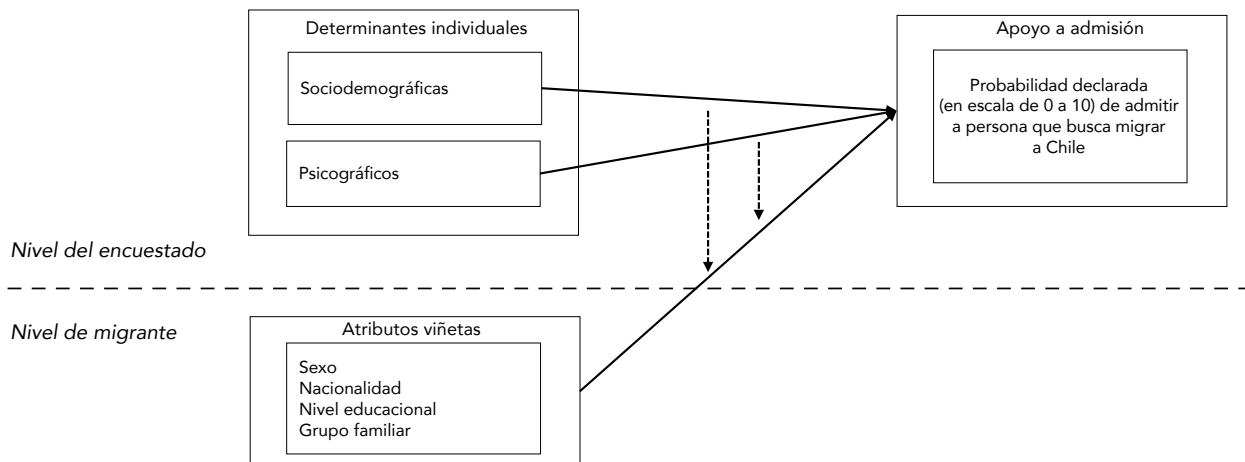 Determinantes individuales
Sociodemográficas
Psicográficos
Apoyo a admisión
Probabilidad declarada
(en escala de 0 a 10) de admitir
a persona que busca migrar
a Chile
Nivel del encuestado
Nivel de migrante
Atributos viñetas
Sexo
Nacionalidad
Nivel educacional
Grupo familiar